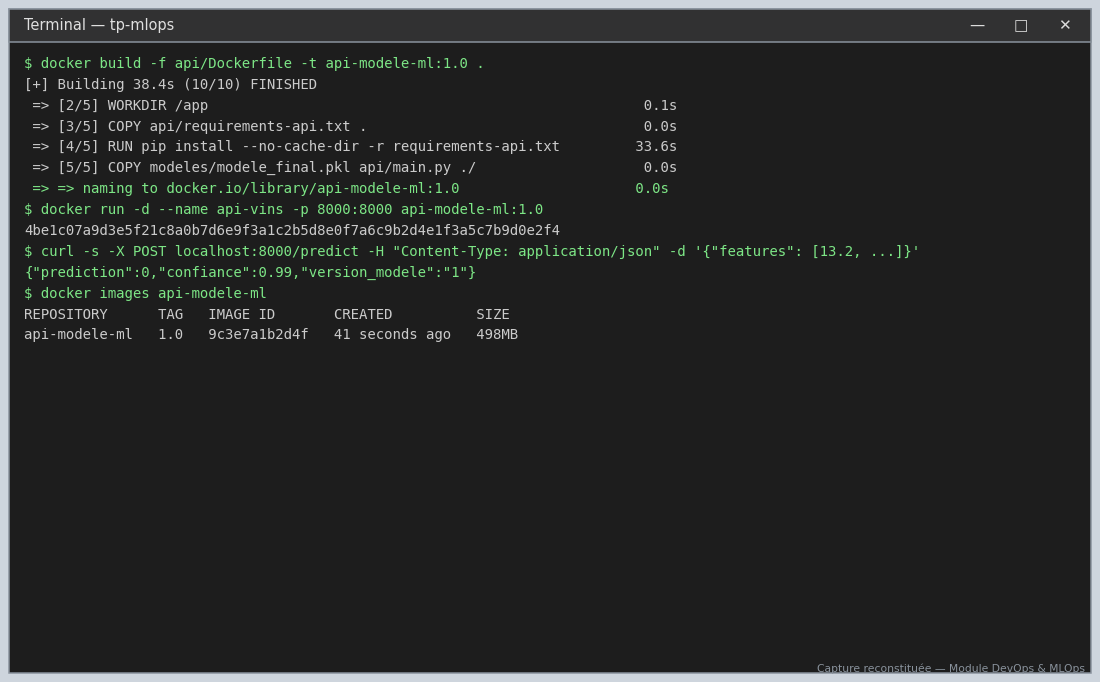 Terminal — tp-mlops
$ docker build -f api/Dockerfile -t api-modele-ml:1.0 .
[+] Building 38.4s (10/10) FINISHED
=> [2/5] WORKDIR /app 0.1s
=> [3/5] COPY api/requirements-api.txt . 0.0s
=> [4/5] RUN pip install --no-cache-dir -r requirements-api.txt 33.6s
=> [5/5] COPY modeles/modele_final.pkl api/main.py ./ 0.0s
=> => naming to docker.io/library/api-modele-ml:1.0 0.0s
$ docker run -d --name api-vins -p 8000:8000 api-modele-ml:1.0
4be1c07a9d3e5f21c8a0b7d6e9f3a1c2b5d8e0f7a6c9b2d4e1f3a5c7b9d0e2f4
$ curl -s -X POST localhost:8000/predict -H "Content-Type: application/json" -d '{"features": [13.2, ...]}'
{"prediction":0,"confiance":0.99,"version_modele":"1"}
$ docker images api-modele-ml
REPOSITORY TAG IMAGE ID CREATED SIZE
api-modele-ml 1.0 9c3e7a1b2d4f 41 seconds ago 498MB
Capture reconstituée — Module DevOps & MLOps